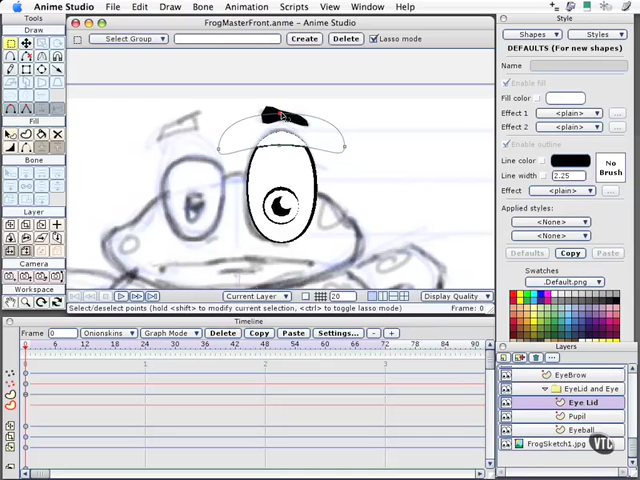 Anime Studio File Edit Draw Bone Animation Scripts View Window Help
Tools
FrogMasterFront.anme - Anime Studio
Style
Draw
Select Group
Create
Delete
Lasso mode
Shapes
Styles
DEFAULTS (For new shapes)
Name
Enable fill
Fill color
Effect 1
<plain>
...
Effect 2
<plain>
...
Enable outline
Line color
No Brush
Line width
2.25
Effect
<plain>
...
Applied styles:
<None>
<None>
Defaults
Copy
Paste
Swatches
.Default.png
Fill
Bone
Layer
Camera
Workspace
Current Layer
20
Display Quality
Select/deselect points (hold <shift> to modify current selection, <alt> to toggle lasso mode)
Frame: 0
Timeline
Frame 0
Onionskins
Graph Mode
Delete
Copy
Paste
Settings...
-
+
0 6 12 18 24 30 36 42 48 54 60 66 72 78 84 90
1 2 3
Layers
EyeBrow
EyeLid and Eye
Eye Lid
Pupil
Eyeball
FrogSketch1.jpg
VTC